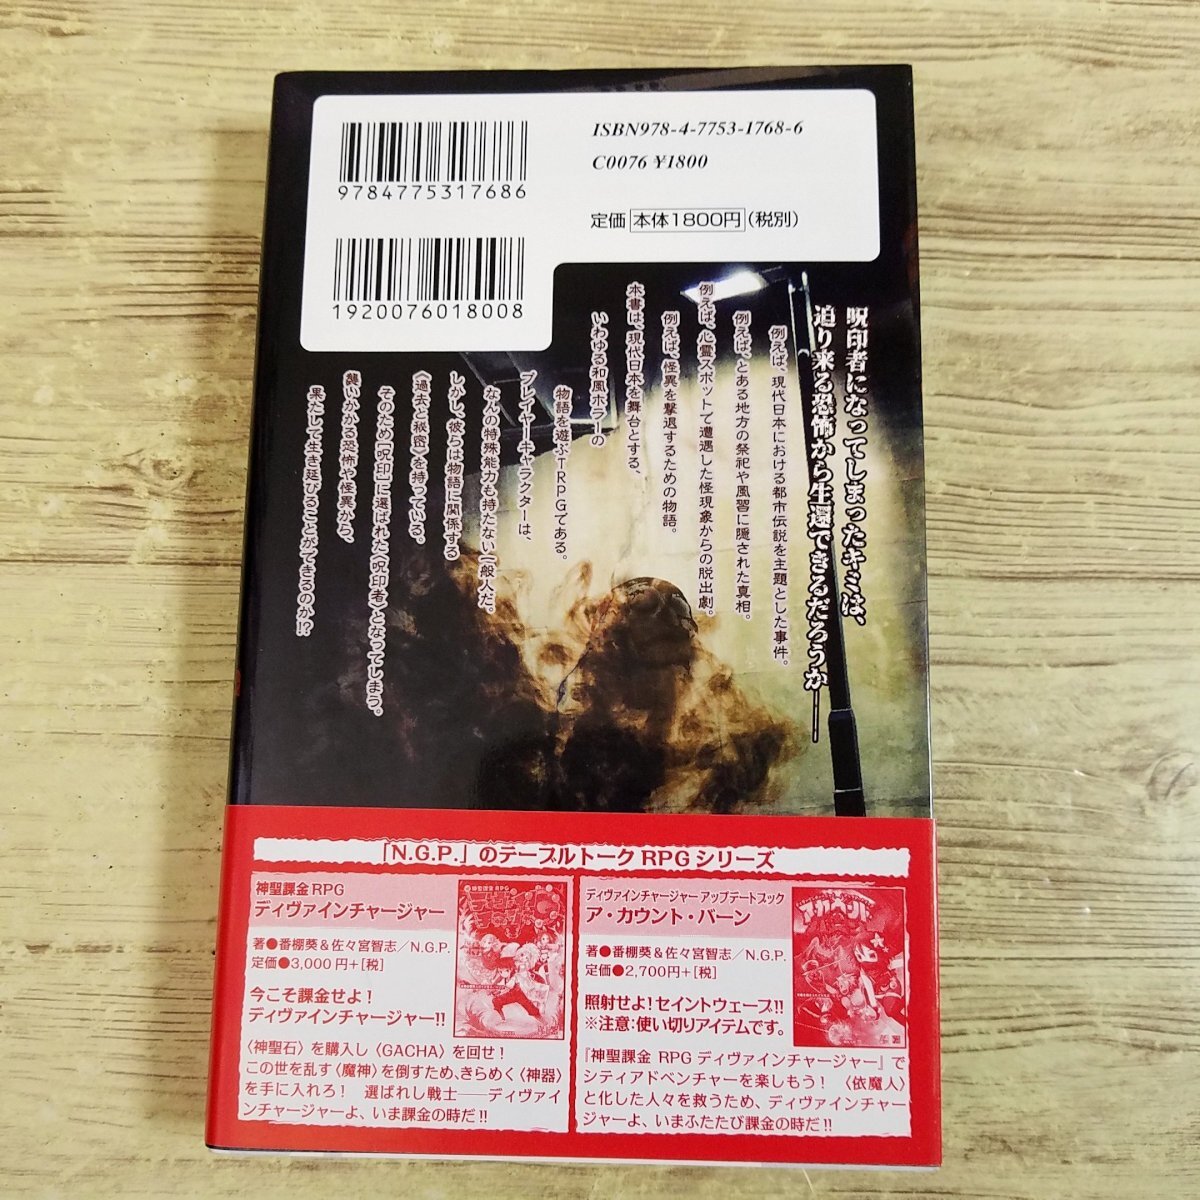 ISBN978-4-7753-1768-6
C0076 ¥1800
定価 本体1800円(税別)
9784775317686
1920076018008
呪印者になってしまったキミは、
迫り来る恐怖から生還できるだろうか――
例えば、現代日本における都市伝説を主題とした事件。
例えば、とある地方の祭祀や風習に隠された真相。
例えば、心霊スポットで遭遇した怪現象からの脱出劇。
例えば、怪異を撃退するための物語。
本書は、現代日本を舞台とする、
いわゆる和風ホラーの
物語を遊ぶTRPGである。
プレイヤーキャラクターは、
なんの特殊能力も持たない一般人だ。
しかし、彼らは物語に関係する
〈過去と秘密〉を持っている。
そのため[呪印]に選ばれた〈呪印者〉となってしまう。
襲いかかる恐怖や怪異から、
果たして生き延びることができるのか!?
「N.G.P.」のテーブルトークRPGシリーズ
神聖課金RPG
ディヴァインチャージャー
著●番棚葵&佐々宮智志/N.G.P.
定価●3,000円+[税]
今こそ課金せよ!
ディヴァインチャージャー!!
〈神聖石〉を購入し〈GACHA〉を回せ!
この世を乱す〈魔神〉を倒すため、きらめく〈神器〉
を手に入れろ! 選ばれし戦士――ディヴァイ
ンチャージャーよ、いま課金の時だ!!
ディヴァインチャージャーアップデートブック
ア・カウント・バーン
著●番棚葵&佐々宮智志/N.G.P.
定価●2,700円+[税]
照射せよ!セイントウェーブ!!
※注意:使い切りアイテムです。
『神聖課金 RPG ディヴァインチャージャー』で
シティアドベンチャーを楽しもう! 〈依魔人〉
と化した人々を救うため、ディヴァインチャー
ジャーよ、いまふたたび課金の時だ!!